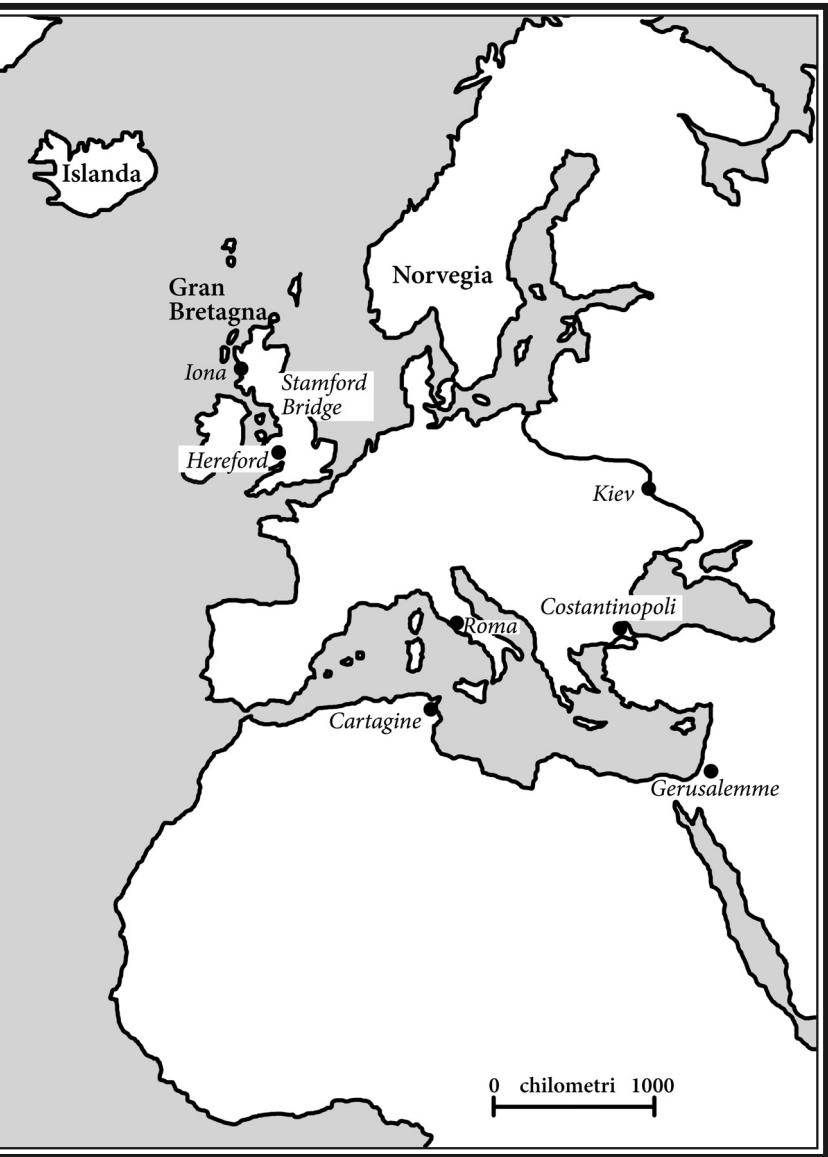 Islanda
Norvegia
Gran
Bretagna
Iona
Stamford
Bridge
Hereford
Kiev
Costantinopoli
Roma
Cartagine
Gerusalemme
0 chilometri 1000